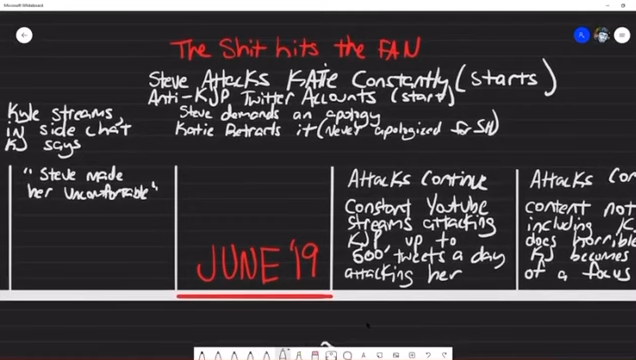 Microsoft Whiteboard
The Shit hits the FAN
Steve Attacks KATie Constantly (Starts)
Anti-KJP Twitter Accounts (start)
Steve demands an apology
Katie Retracts it (Never apologized for SH)
Kyle streams,
in side chat
KJ says
"Steve made
her uncomfortable"
JUNE '19
Attacks Continue
Constant Youtube
streams attacking
KJP up to
600 tweets a day
attacking her
Attacks Con
content not
including K
does horrible
KJ becomes
of a focus